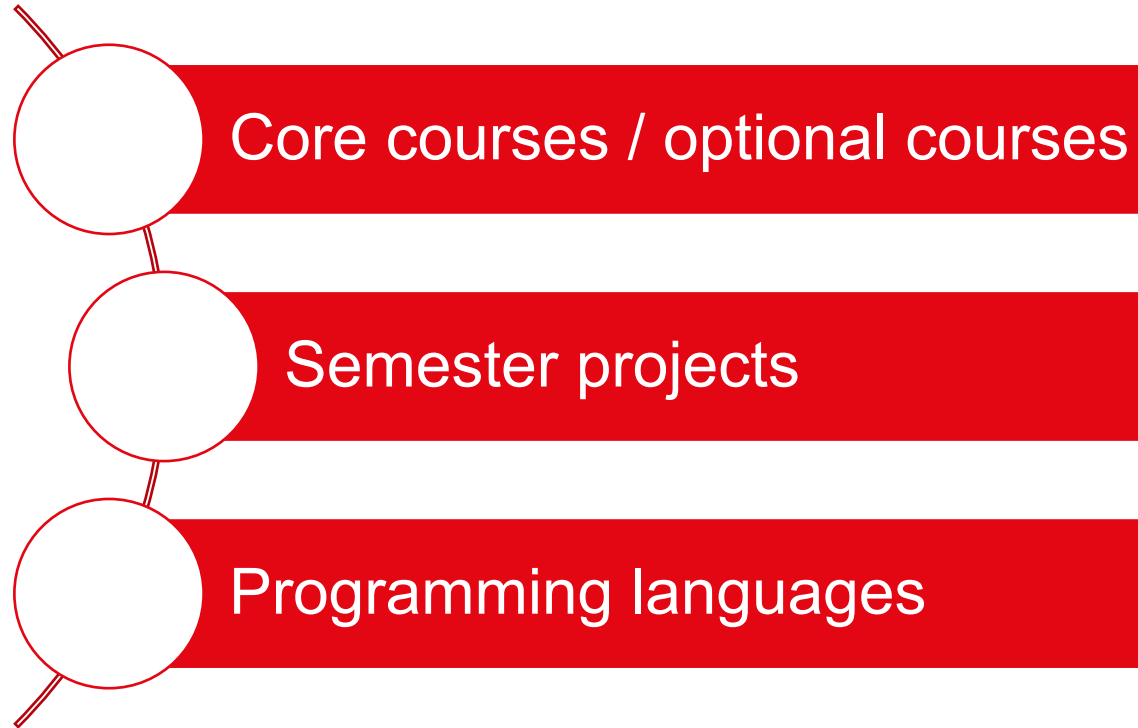 Core courses / optional courses
Semester projects
Programming languages